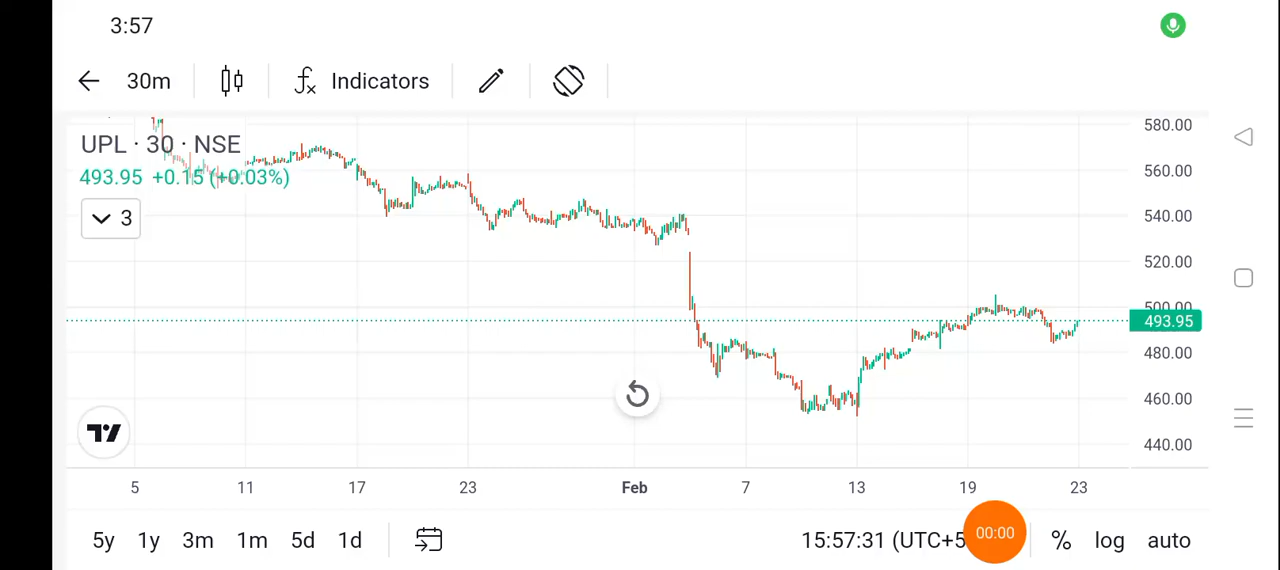 3:57
30m Indicators
UPL · 30 · NSE
493.95 +0.15 (+0.03%)
3
580.00
560.00
540.00
520.00
500.00
493.95
480.00
460.00
440.00
5 11 17 23 Feb 7 13 19 23
5y 1y 3m 1m 5d 1d 15:57:31 (UTC+5 00:00 % log auto